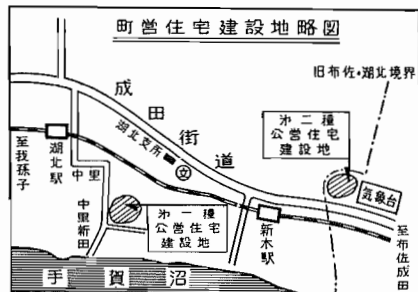 町営住宅建設地略図
旧布佐・湖北境界
成田街道
湖北支所
文
第二種
公営住宅
建設地
気象台
至我孫子
湖北駅
中里
中里新田
第一種
公営住宅
建設地
新木駅
至布佐成田
手賀沼